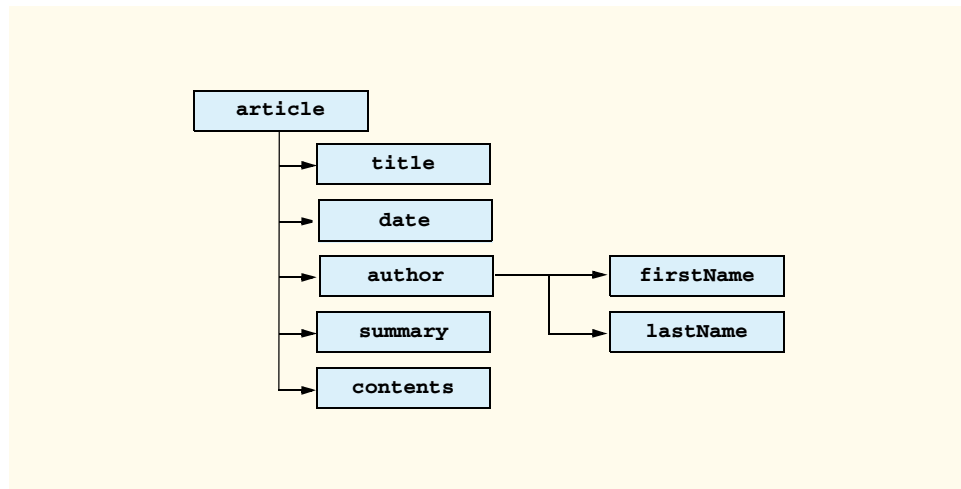 article
title
date
author
firstName
summary
lastName
contents